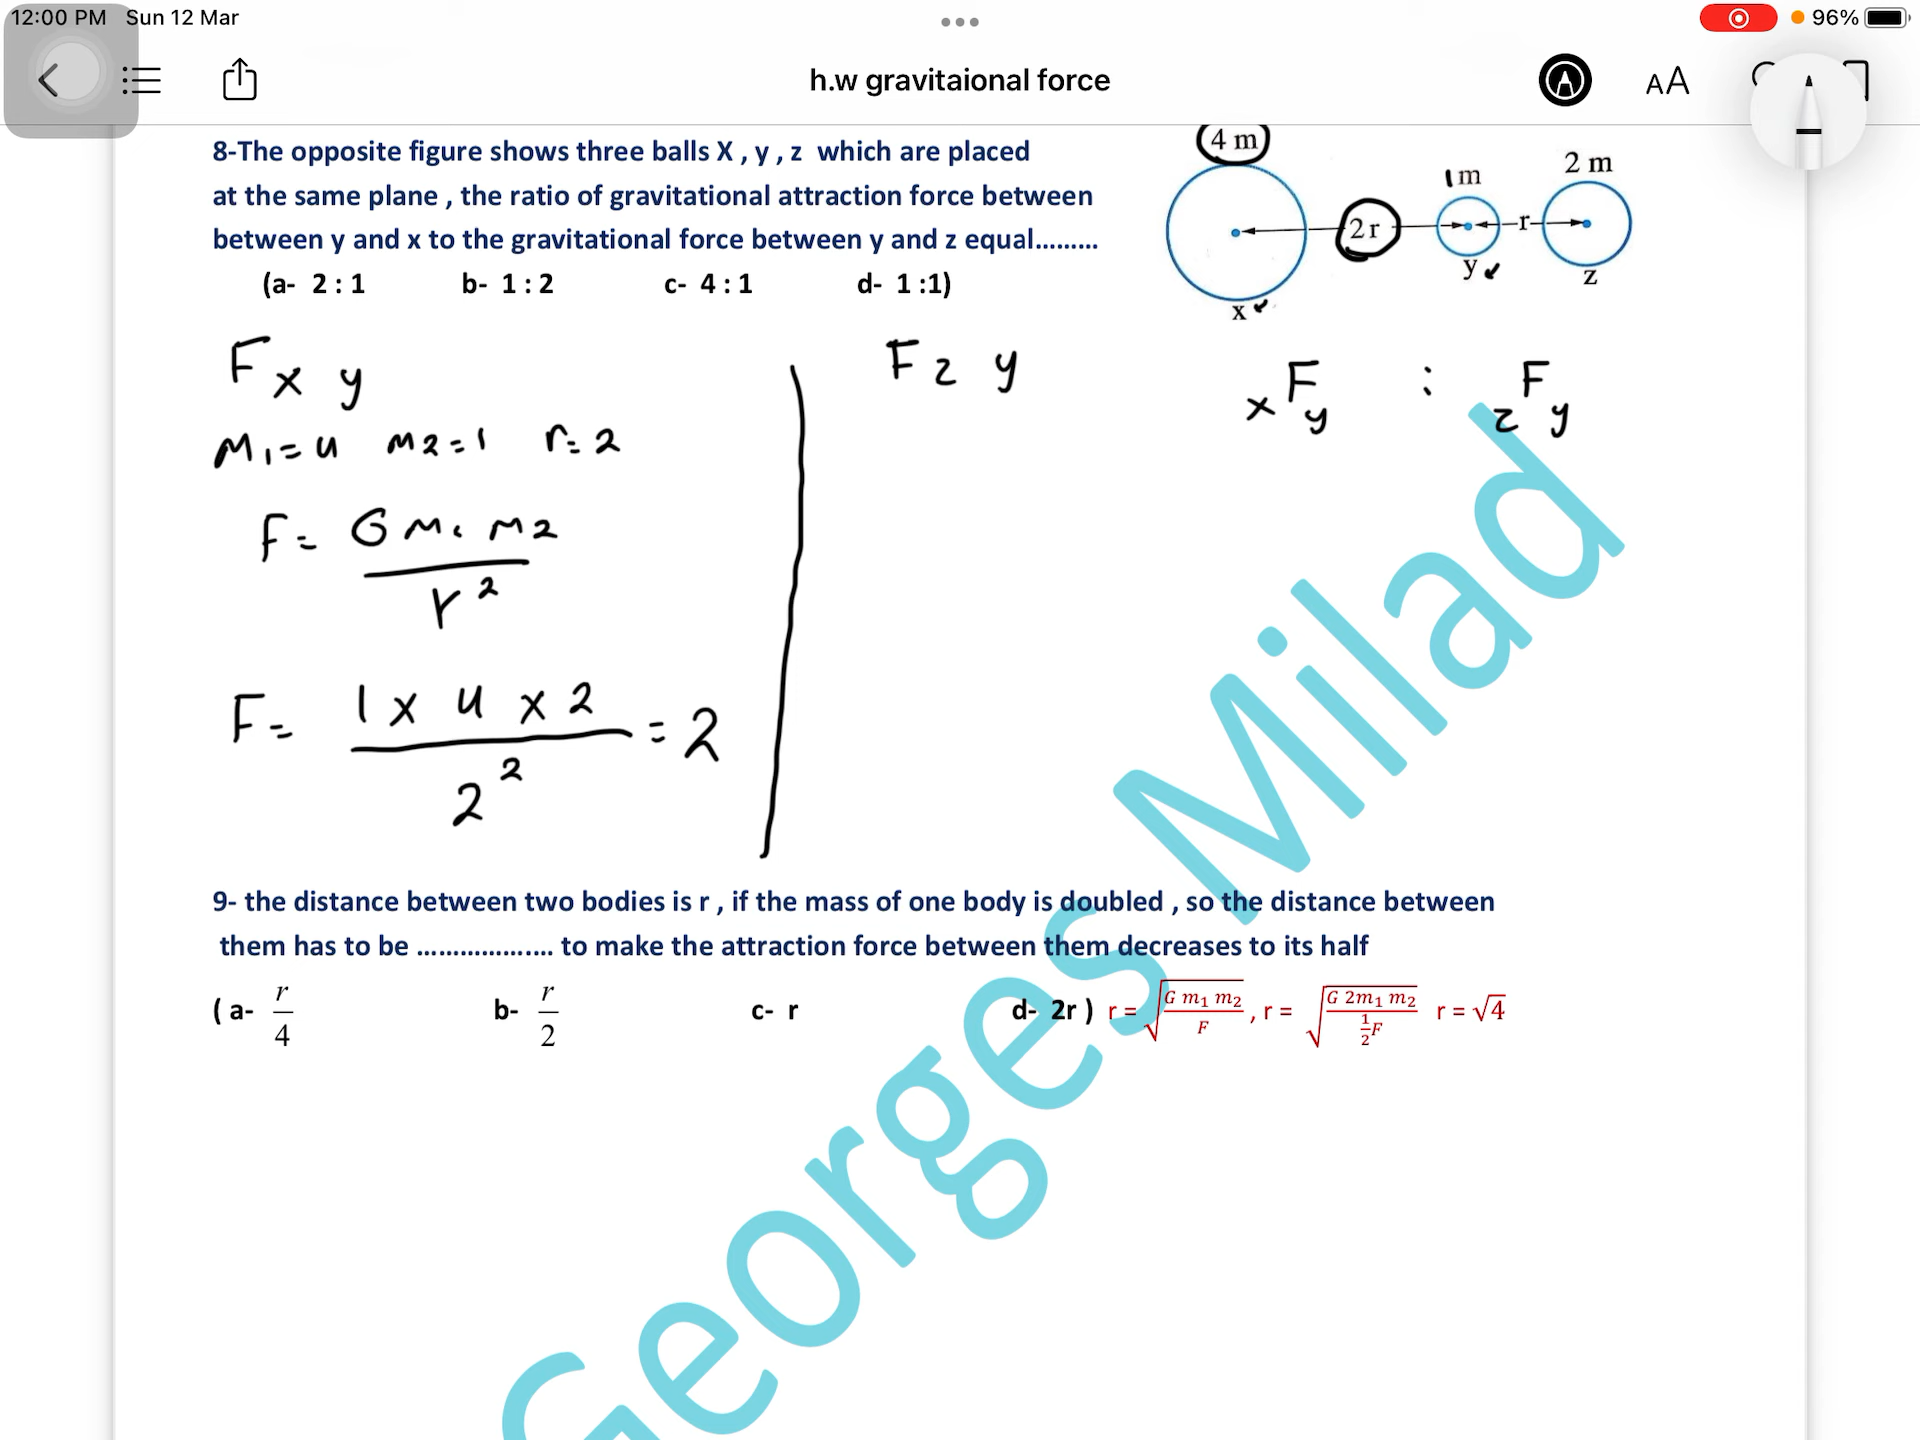 12:00 PM Sun 12 Mar
96%
h.w gravitaional force
AA
8-The opposite figure shows three balls X , y , z which are placed
at the same plane , the ratio of gravitational attraction force between
between y and x to the gravitational force between y and z equal.........
(a- 2 : 1 b- 1 : 2 c- 4 : 1 d- 1 :1)
4 m
1m
2 m
2r
r
x
y
z
F x y
M1=4 M2=1 r=2
F= G M1 M2
r²
F= 1 x 4 x 2 = 2
2²
F z y
xFy : zFy
9- the distance between two bodies is r , if the mass of one body is doubled , so the distance between
them has to be .................... to make the attraction force between them decreases to its half
( a- r/4 b- r/2 c- r d- 2r ) r = √(G m₁ m₂ / F) , r = √(G 2m₁ m₂ / ½F) r = √4
Georges Milad